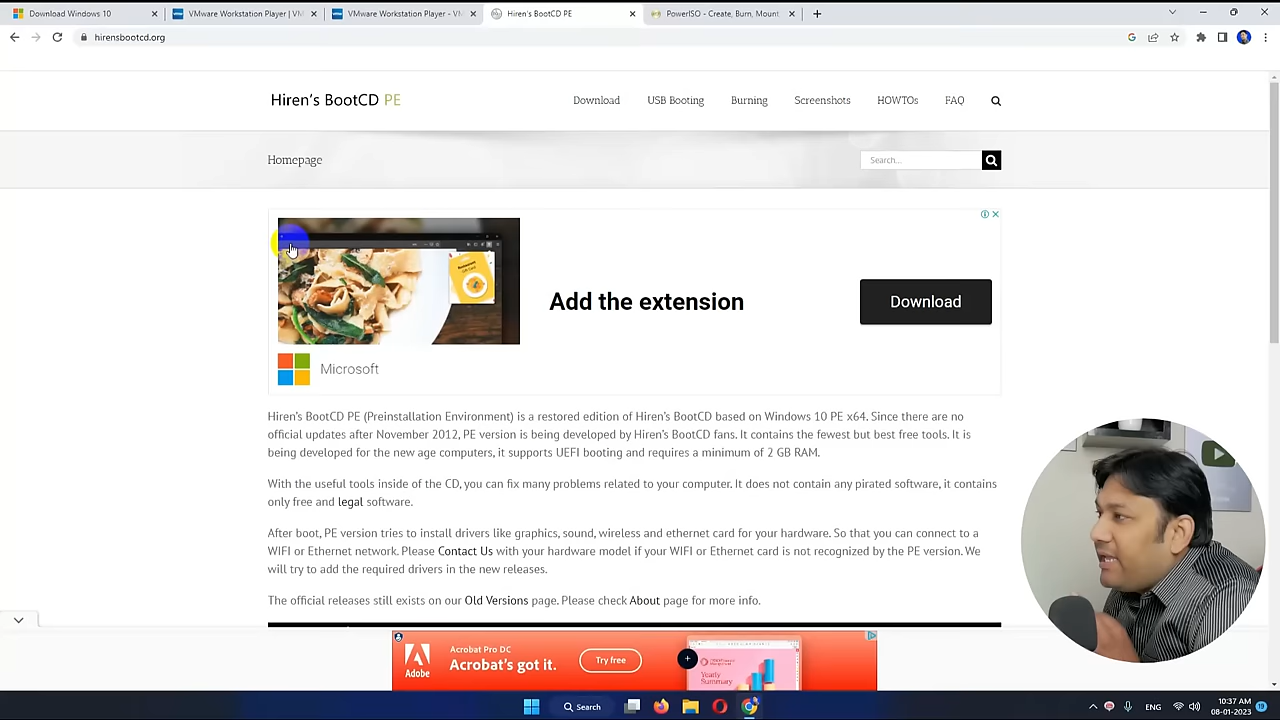 Download Windows 10
VMware Workstation Player | VM
VMware Workstation Player - VM
Hiren's BootCD PE
PowerISO - Create, Burn, Mount
hirensbootcd.org
Hiren's BootCD PE
Download
USB Booting
Burning
Screenshots
HOWTOs
FAQ
Homepage
Search...
Add the extension
Download
Microsoft
Hiren's BootCD PE (Preinstallation Environment) is a restored edition of Hiren's BootCD based on Windows 10 PE x64. Since there are no
official updates after November 2012, PE version is being developed by Hiren's BootCD fans. It contains the fewest but best free tools. It is
being developed for the new age computers, it supports UEFI booting and requires a minimum of 2 GB RAM.
With the useful tools inside of the CD, you can fix many problems related to your computer. It does not contain any pirated software, it contains
only free and legal software.
After boot, PE version tries to install drivers like graphics, sound, wireless and ethernet card for your hardware. So that you can connect to a
WIFI or Ethernet network. Please Contact Us with your hardware model if your WIFI or Ethernet card is not recognized by the PE version. We
will try to add the required drivers in the new releases.
The official releases still exists on our Old Versions page. Please check About page for more info.
Adobe
Acrobat Pro DC
Acrobat's got it.
Try free
Yearly
Summary
Search
ENG
10:37 AM
08-01-2023